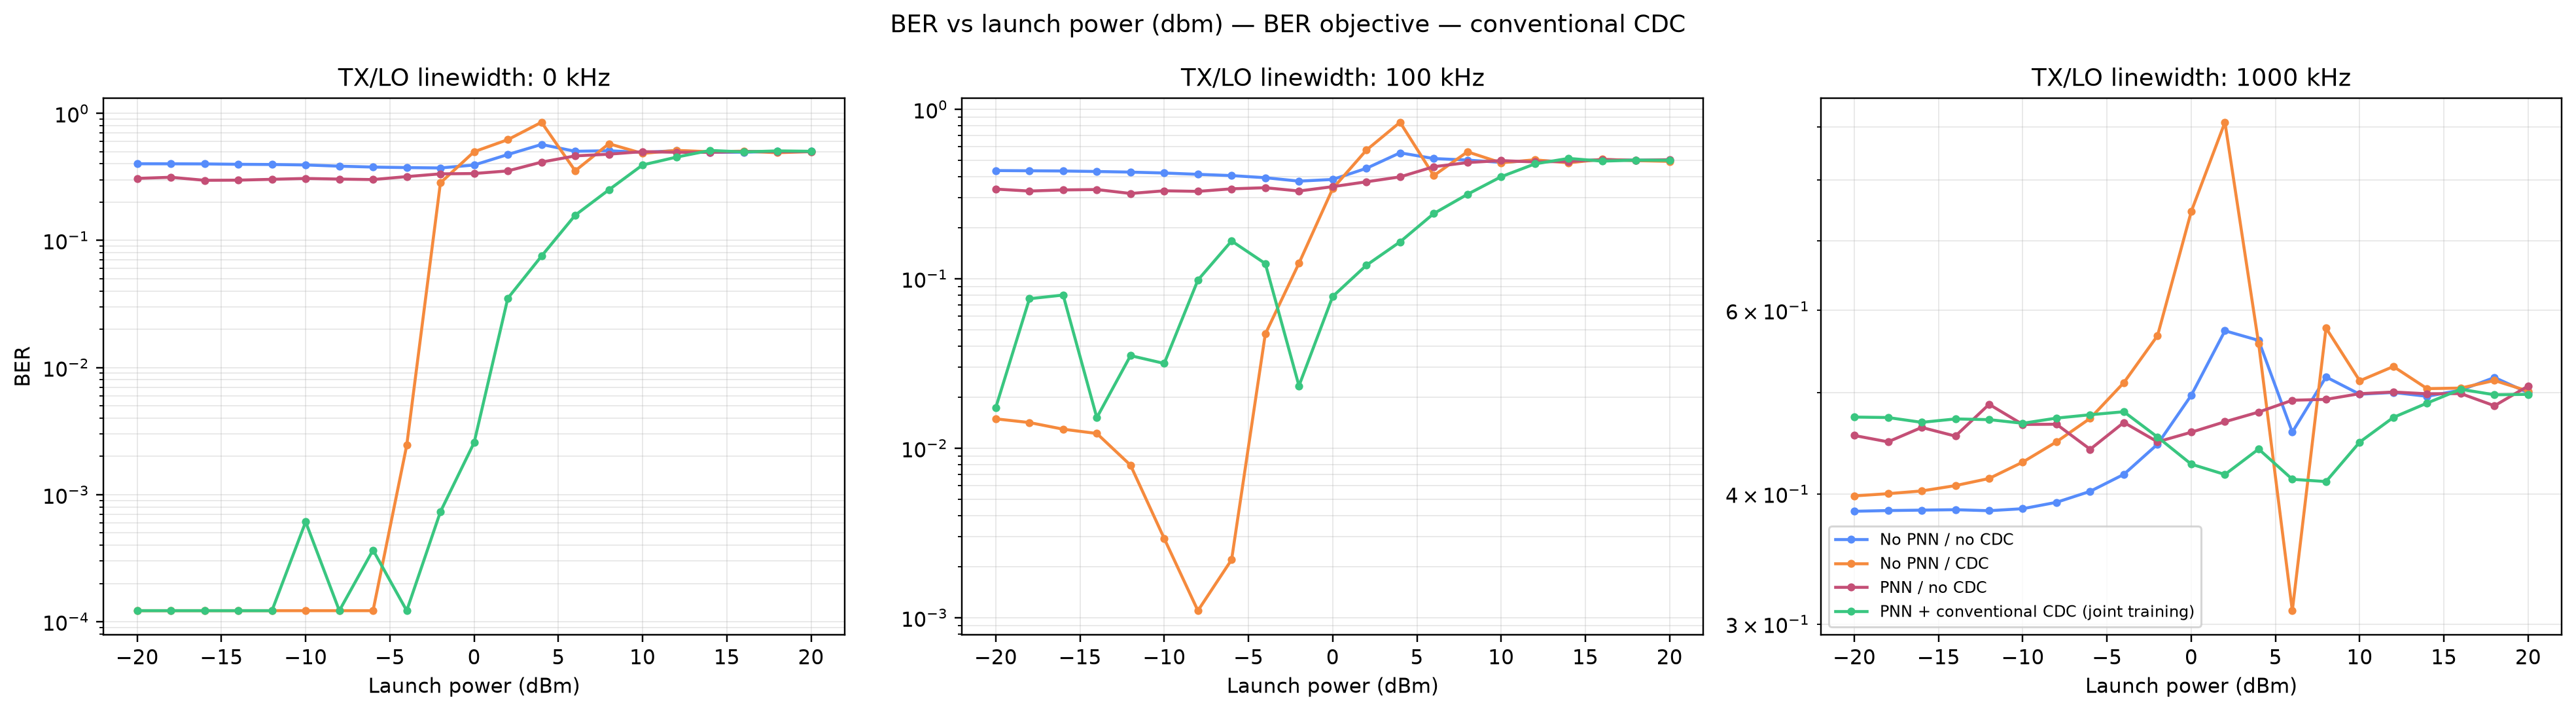 BER vs launch power (dbm) — BER objective — conventional CDC
TX/LO linewidth: 0 kHz
TX/LO linewidth: 100 kHz
TX/LO linewidth: 1000 kHz
BER
10⁰
10⁻¹
10⁻²
10⁻³
10⁻⁴
−20 −15 −10 −5 0 5 10 15 20
Launch power (dBm)
10⁰
10⁻¹
10⁻²
10⁻³
−20 −15 −10 −5 0 5 10 15 20
Launch power (dBm)
6 × 10⁻¹
4 × 10⁻¹
3 × 10⁻¹
No PNN / no CDC
No PNN / CDC
PNN / no CDC
PNN + conventional CDC (joint training)
−20 −15 −10 −5 0 5 10 15 20
Launch power (dBm)